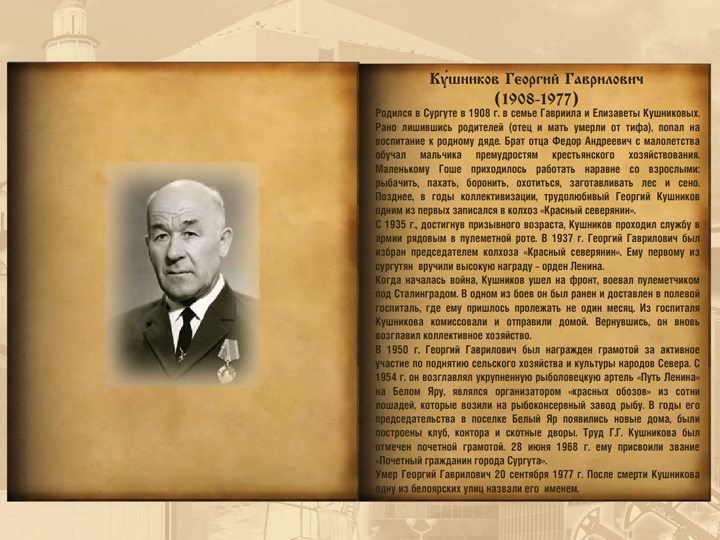 Кушников Георгий Гаврилович
(1908-1977)
Родился в Сургуте в 1908 г. в семье Гавриила и Елизаветы Кушниковых.
Рано лишившись родителей (отец и мать умерли от тифа), попал на
воспитание к родному дяде. Брат отца Федор Андреевич с малолетства
обучал мальчика премудростям крестьянского хозяйствования.
Маленькому Гоше приходилось работать наравне со взрослыми:
рыбачить, пахать, боронить, охотиться, заготавливать лес и сено.
Позднее, в годы коллективизации, трудолюбивый Георгий Кушников
одним из первых записался в колхоз «Красный северянин».
С 1935 г., достигнув призывного возраста, Кушников проходил службу в
армии рядовым в пулеметной роте. В 1937 г. Георгий Гаврилович был
избран председателем колхоза «Красный северянин». Ему первому из
сургутян вручили высокую награду – орден Ленина.
Когда началась война, Кушников ушел на фронт, воевал пулеметчиком
под Сталинградом. В одном из боев он был ранен и доставлен в полевой
госпиталь, где ему пришлось пролежать не один месяц. Из госпиталя
Кушникова комиссовали и отправили домой. Вернувшись, он вновь
возглавил коллективное хозяйство.
В 1950 г. Георгий Гаврилович был награжден грамотой за активное
участие по поднятию сельского хозяйства и культуры народов Севера. С
1954 г. он возглавлял укрупненную рыболовецкую артель «Путь Ленина»
на Белом Яру, являлся организатором «красных обозов» из сотни
лошадей, которые возили на рыбоконсервный завод рыбу. В годы его
председательства в поселке Белый Яр появились новые дома, были
построены клуб, контора и скотные дворы. Труд Г.Г. Кушникова был
отмечен почетной грамотой. 28 июня 1968 г. ему присвоили звание
«Почетный гражданин города Сургута».
Умер Георгий Гаврилович 20 сентября 1977 г. После смерти Кушникова
одну из белоярских улиц назвали его именем.